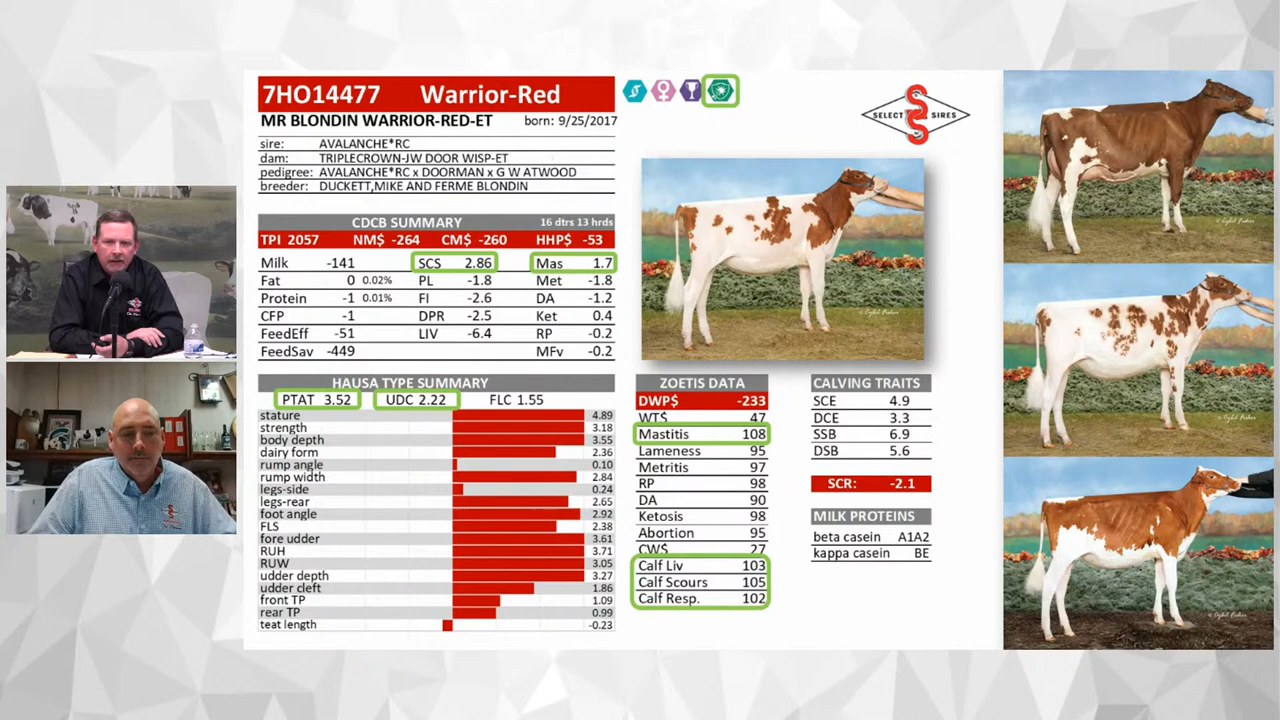 7HO14477 Warrior-Red
MR BLONDIN WARRIOR-RED-ET born: 9/25/2017
sire: AVALANCHE*RC
dam: TRIPLECROWN-JW DOOR WISP-ET
pedigree: AVALANCHE*RC x DOORMAN x G W ATWOOD
breeder: DUCKETT,MIKE AND FERME BLONDIN
CDCB SUMMARY 16 dtrs 13 hrds
TPI 2057 NM$ -264 CM$ -260 HHP$ -53
Milk -141 SCS 2.86 Mas 1.7
Fat 0 0.02% PL -1.8 Met -1.8
Protein -1 0.01% FI -2.6 DA -1.2
CFP -1 DPR -2.5 Ket 0.4
FeedEff -51 LIV -6.4 RP -0.2
FeedSav -449 MFv -0.2
HAUSA TYPE SUMMARY
PTAT 3.52 UDC 2.22 FLC 1.55
stature 4.89
strength 3.18
body depth 3.55
dairy form 2.36
rump angle 0.10
rump width 2.84
legs-side 0.24
legs-rear 2.65
foot angle 2.92
FLS 2.38
fore udder 3.61
RUH 3.71
RUW 3.05
udder depth 3.27
udder cleft 1.86
front TP 1.09
rear TP 0.99
teat length -0.23
SELECT SIRES
ZOETIS DATA
DWP$ -233
WT$ 47
Mastitis 108
Lameness 95
Metritis 97
RP 98
DA 90
Ketosis 98
Abortion 95
CW$ 27
Calf Liv 103
Calf Scours 105
Calf Resp. 102
CALVING TRAITS
SCE 4.9
DCE 3.3
SSB 6.9
DSB 5.6
SCR: -2.1
MILK PROTEINS
beta casein A1A2
kappa casein BE